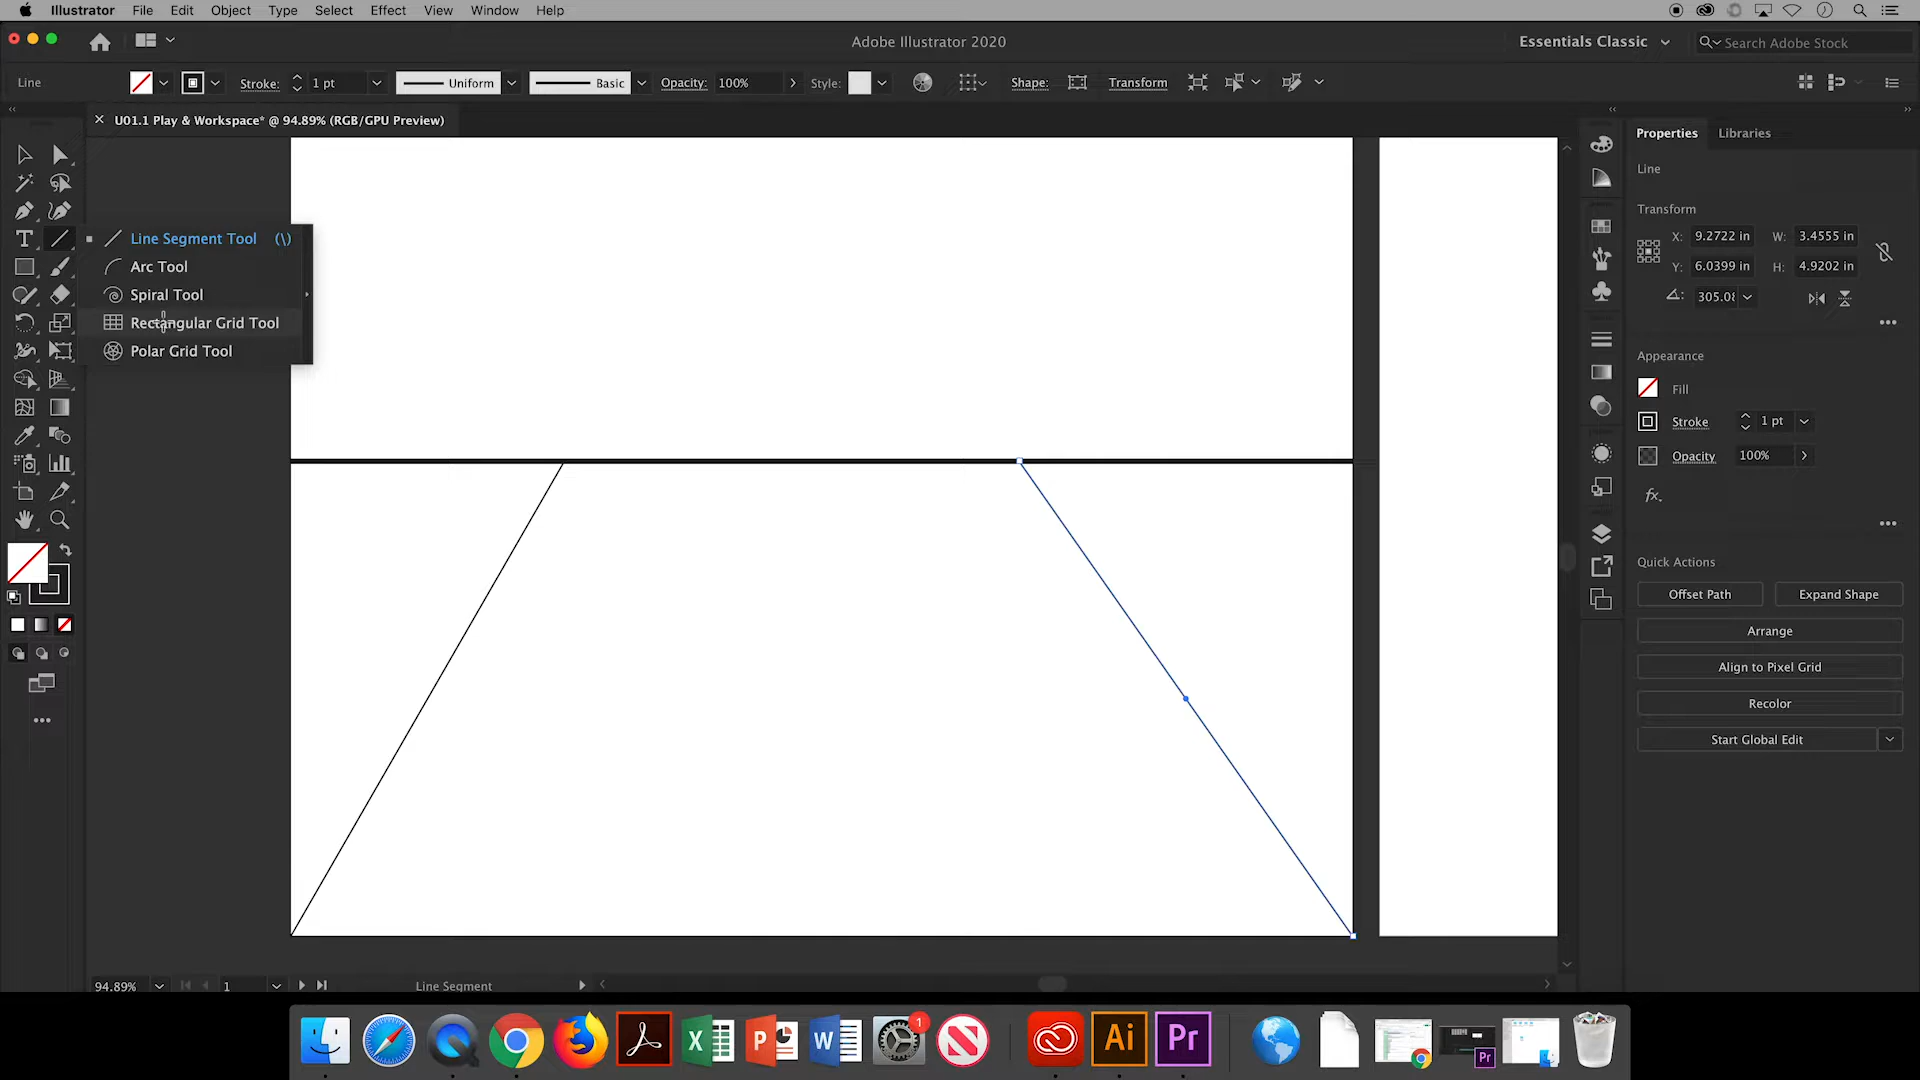 Illustrator File Edit Object Type Select Effect View Window Help
Adobe Illustrator 2020
Essentials Classic
Search Adobe Stock
Line
Stroke: 1 pt Uniform Basic Opacity: 100% Style: Shape: Transform
× U01.1 Play & Workspace* @ 94.89% (RGB/GPU Preview)
Properties Libraries
Line
Transform
X: 9.2722 in W: 3.4555 in
Y: 6.0399 in H: 4.9202 in
305.08
Line Segment Tool (\)
Arc Tool
Spiral Tool
Rectangular Grid Tool
Polar Grid Tool
Appearance
Fill
Stroke 1 pt
Opacity 100%
fx.
Quick Actions
Offset Path Expand Shape
Arrange
Align to Pixel Grid
Recolor
Start Global Edit
94.89% 1 Line Segment
X P W 1 N Ai Pr
Pr